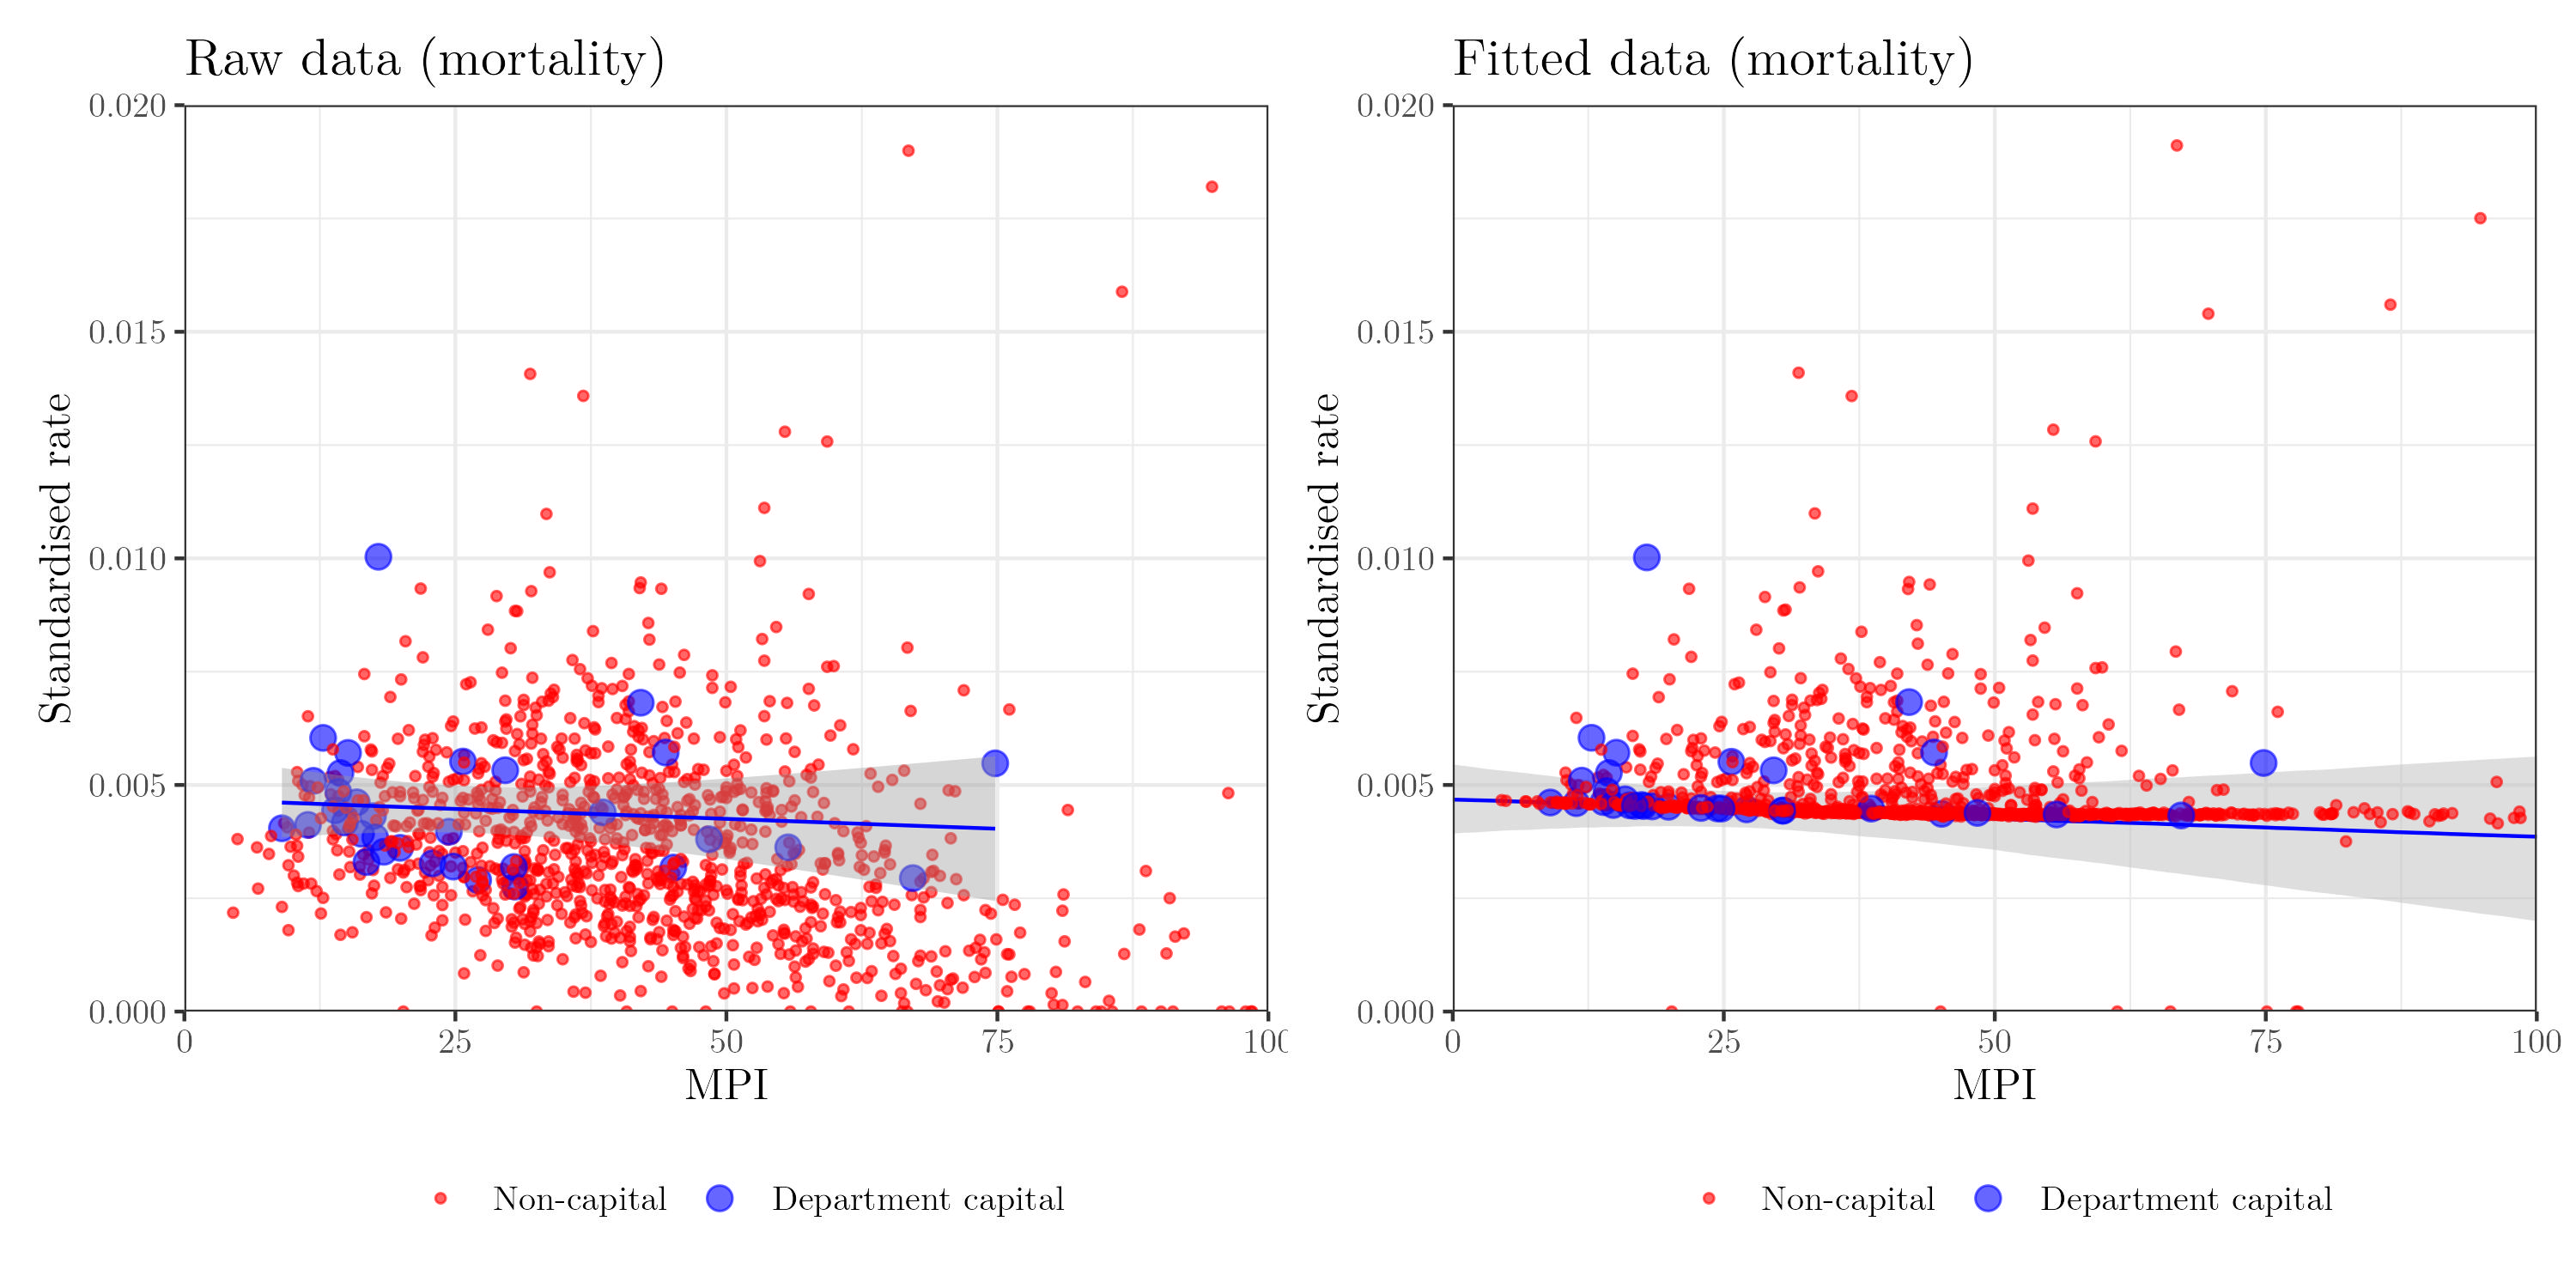 Raw data (mortality)
Standardised rate
0.020
0.015
0.010
0.005
0.000
0 25 50 75 100
MPI
Non-capital Department capital
Fitted data (mortality)
Standardised rate
0.020
0.015
0.010
0.005
0.000
0 25 50 75 100
MPI
Non-capital Department capital